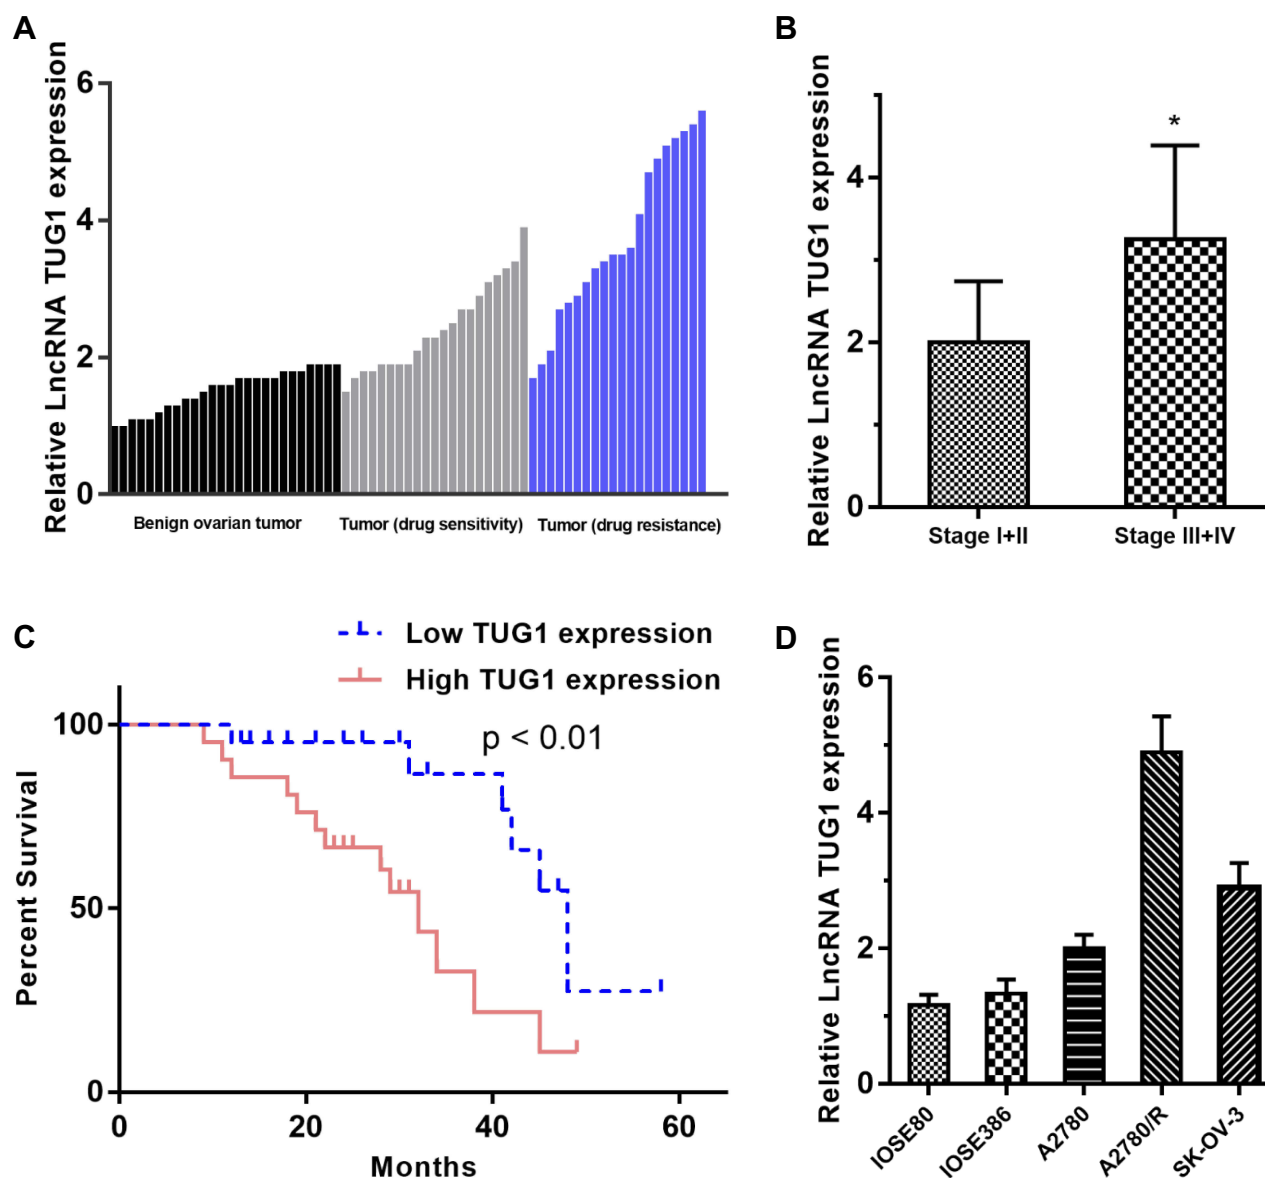 A
Relative LncRNA TUG1 expression
6
4
2
0
Benign ovarian tumor
Tumor (drug sensitivity)
Tumor (drug resistance)
B
Relative LncRNA TUG1 expression
4
2
0
*
Stage I+II
Stage III+IV
C
Low TUG1 expression
High TUG1 expression
p < 0.01
Percent Survival
100
50
0
0
20
40
60
Months
D
Relative LncRNA TUG1 expression
6
4
2
0
IOSE80
IOSE386
A2780
A2780/R
SK-OV-3